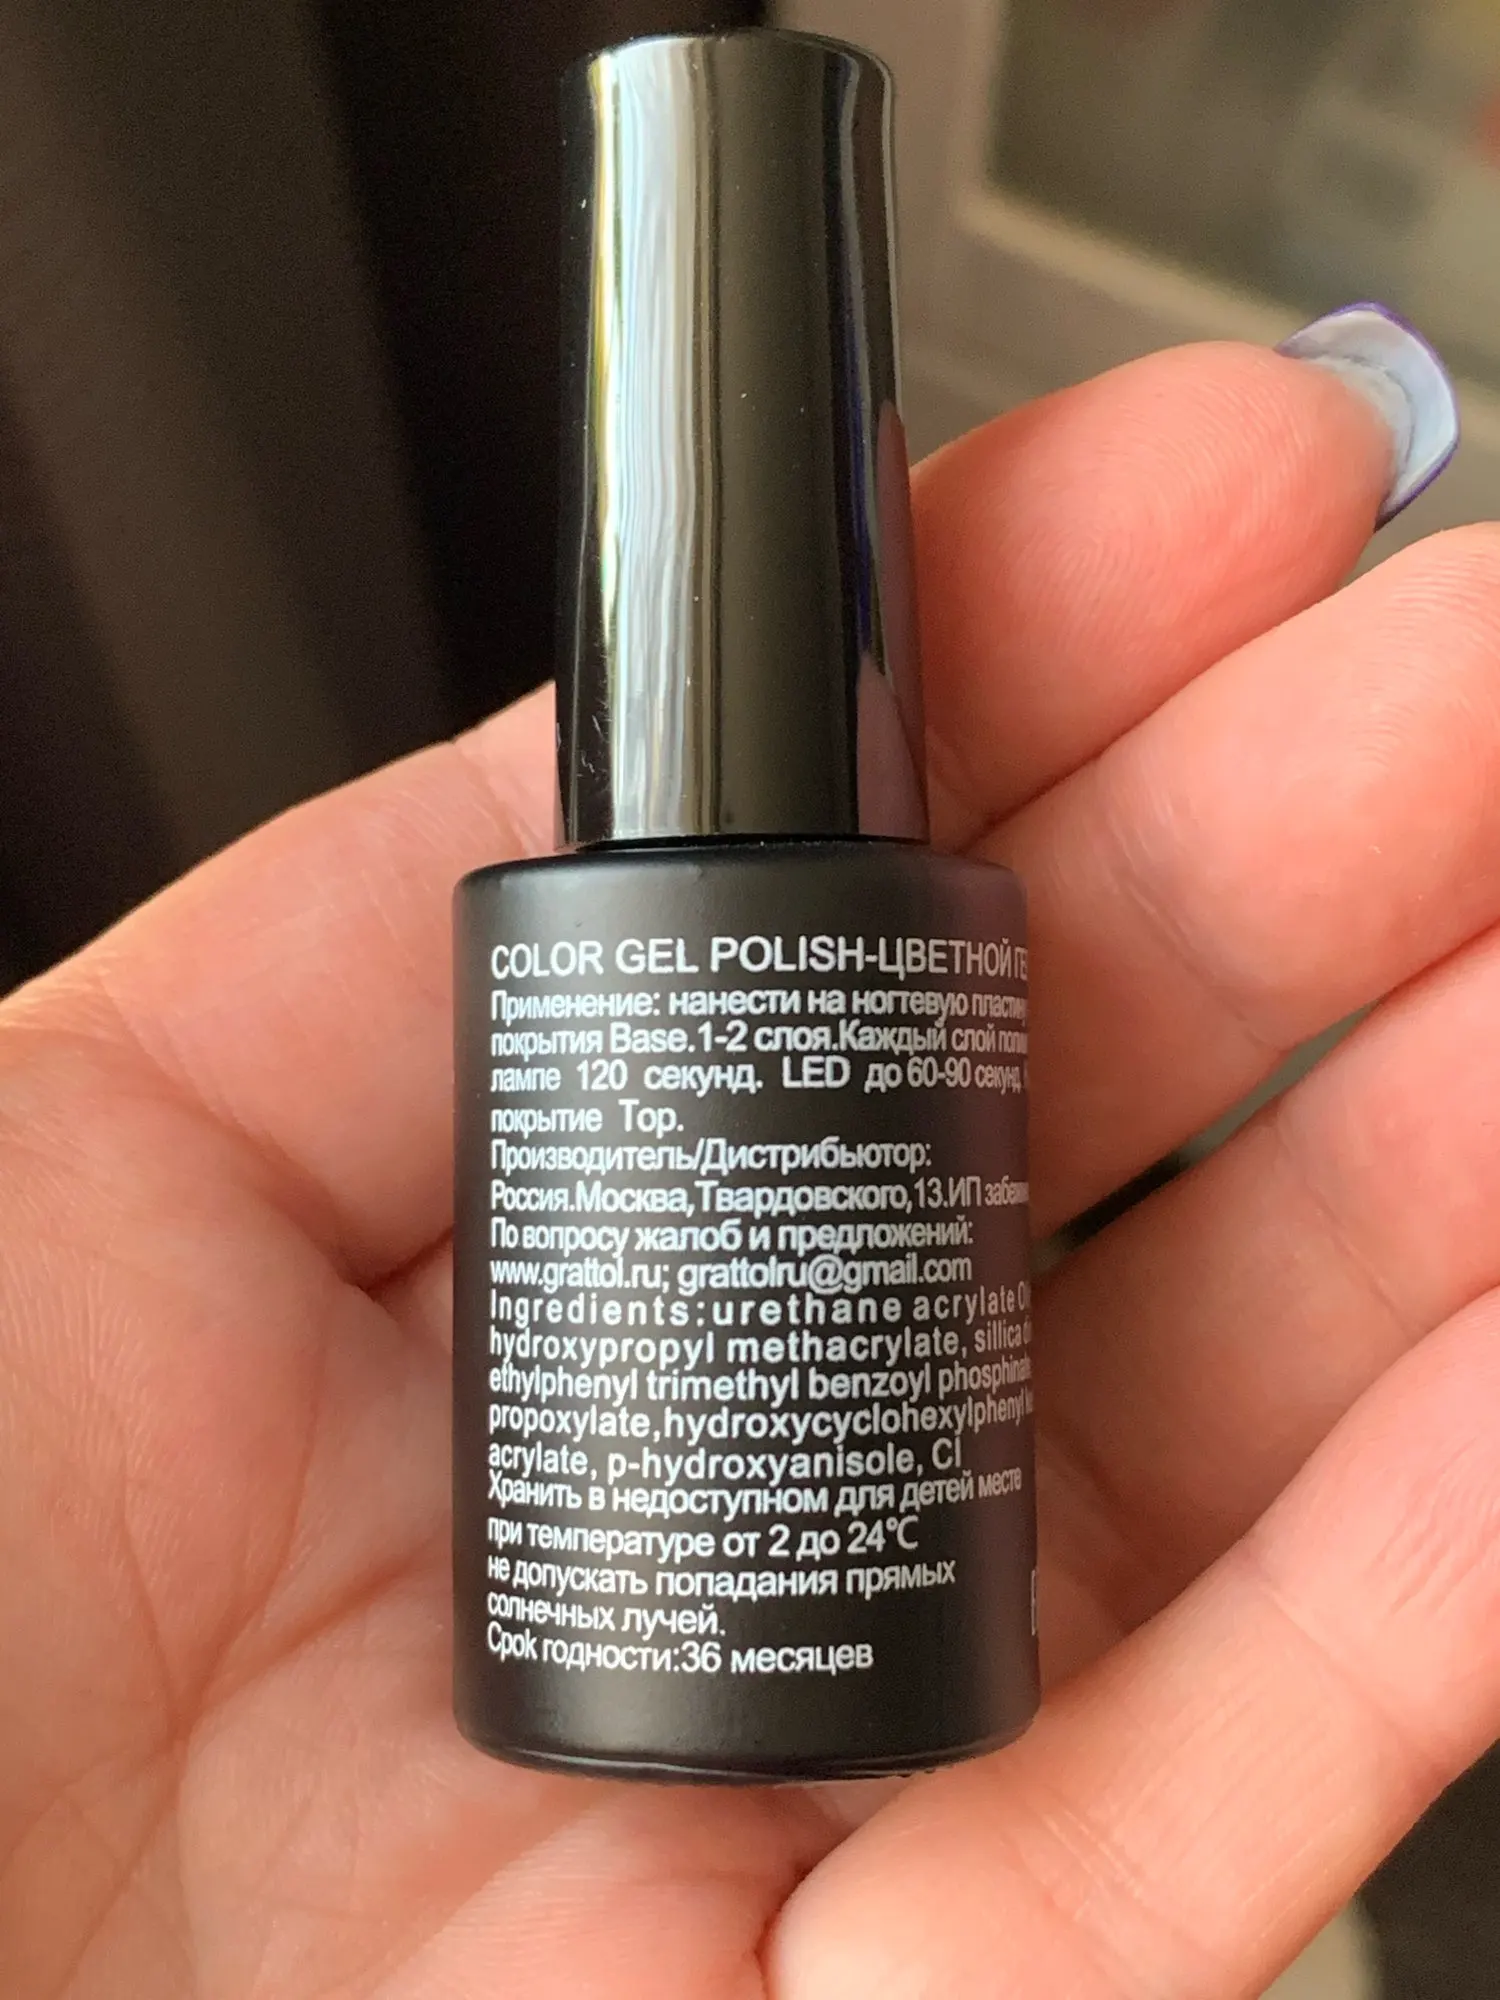 COLOR GEL POLISH-ЦВЕТНОЙ
Применение: нанести на ногтевую
покрытия Base.1-2 слоя.Каждый слой
лампе 120 секунд. LED до 60-90 секунд.
покрытие Top.
Производитель/Дистрибьютор:
Россия.Москва,Твардовского,13.ИП
По вопросу жалоб и предложений:
www.grattol.ru; grattolru@gmail.com
Ingredients:urethane acrylate
hydroxypropyl methacrylate, sillica
ethylphenyl trimethyl benzoyl phosphinate
propoxylate,hydroxycyclohexylphenyl
acrylate, p-hydroxyanisole, CI
Хранить в недоступном для детей месте
при температуре от 2 до 24°C
не допускать попадания прямых
солнечных лучей.
Срок годности:36 месяцев